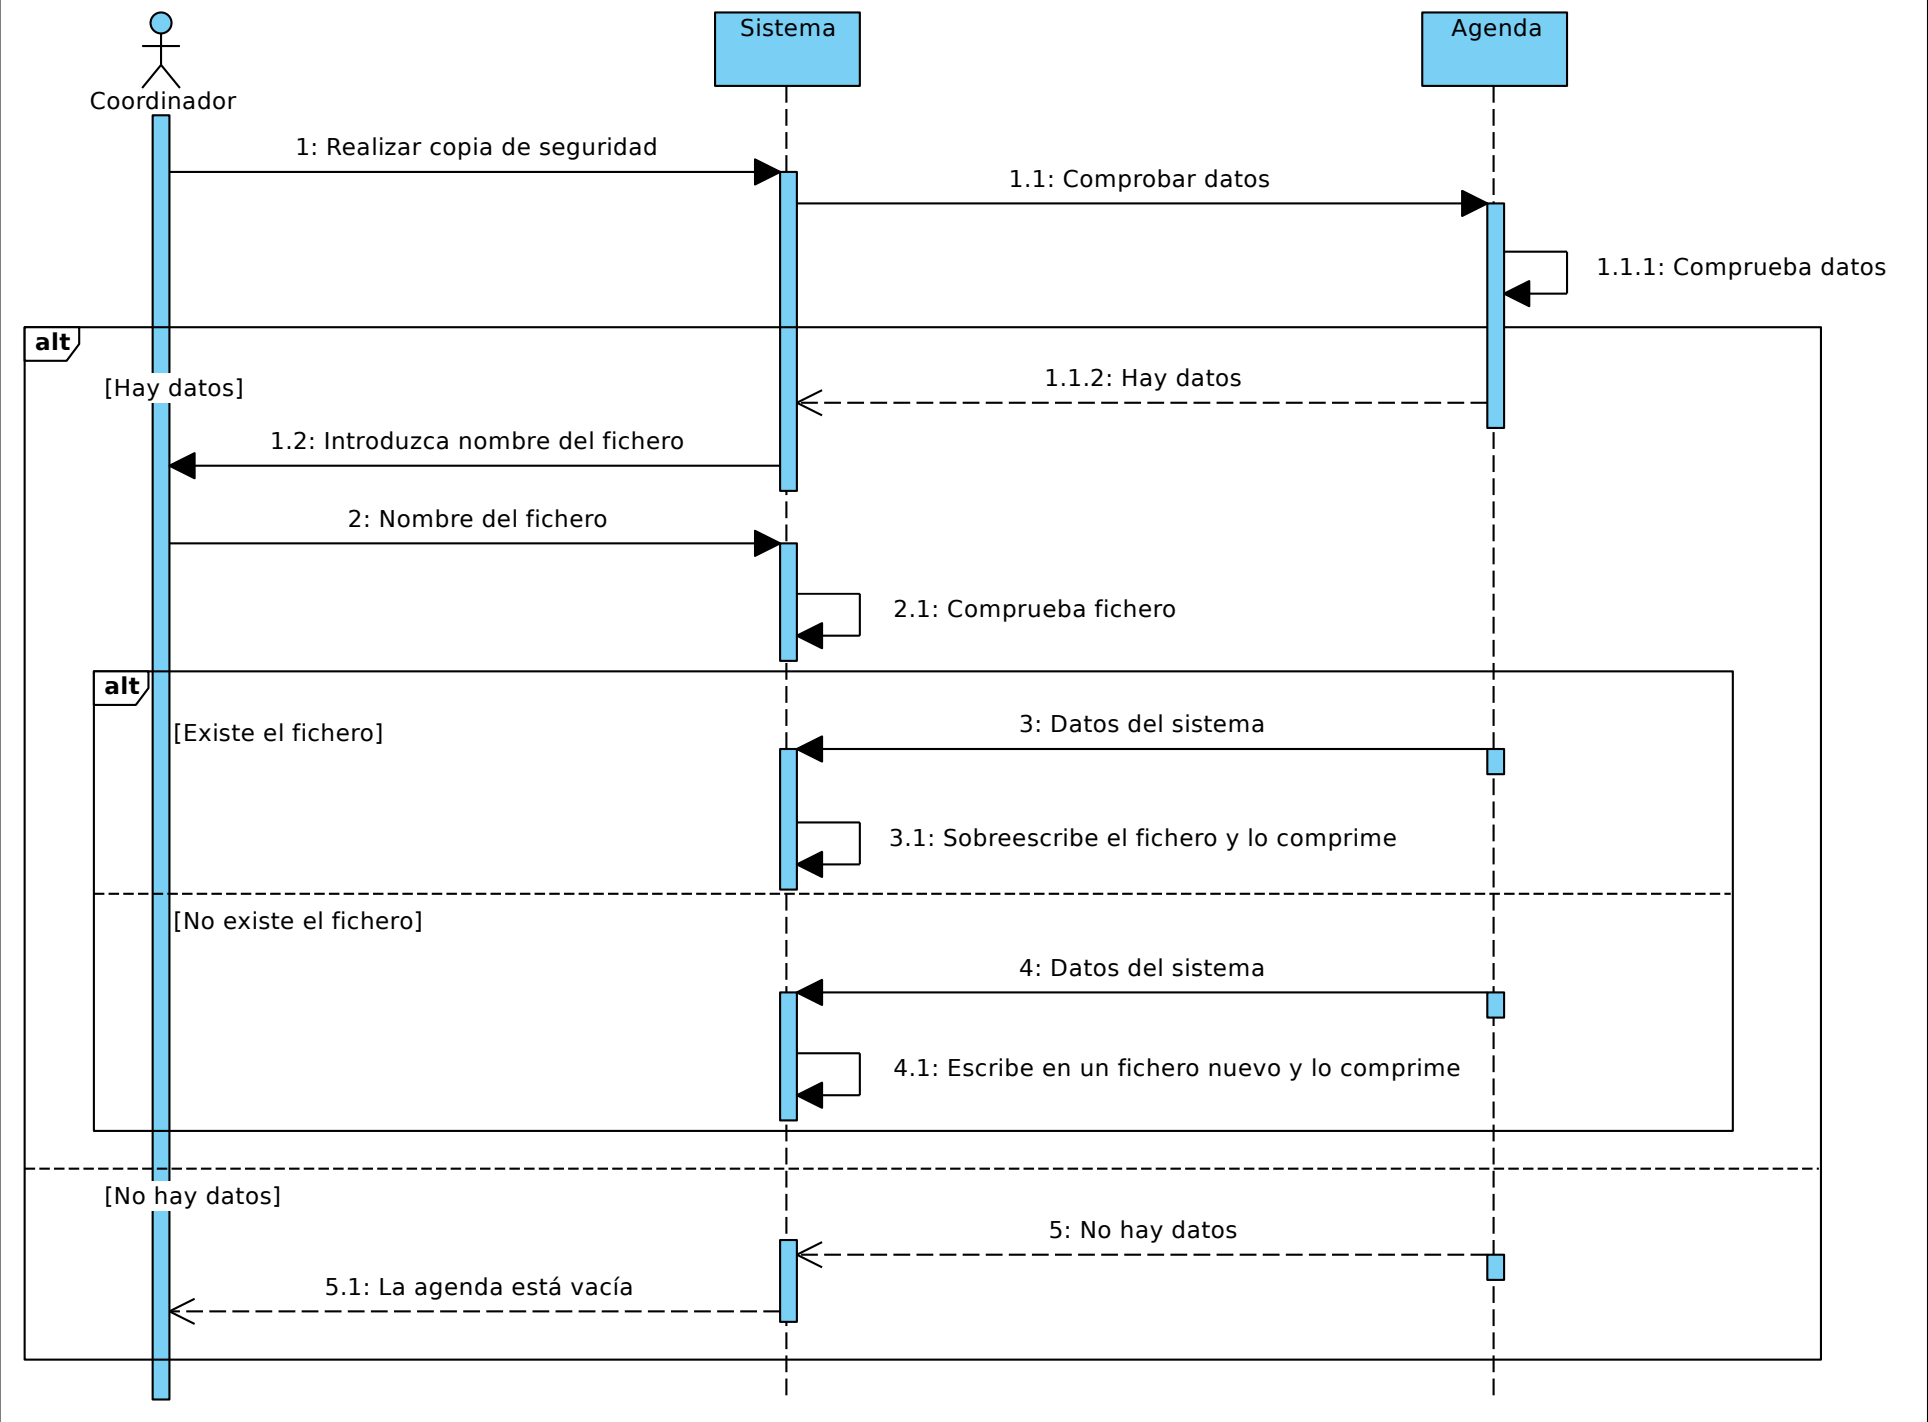 Sistema
Agenda
Coordinador
1: Realizar copia de seguridad
1.1: Comprobar datos
1.1.1: Comprueba datos
alt
[Hay datos]
1.1.2: Hay datos
1.2: Introduzca nombre del fichero
2: Nombre del fichero
2.1: Comprueba fichero
alt
[Existe el fichero]
3: Datos del sistema
3.1: Sobreescribe el fichero y lo comprime
[No existe el fichero]
4: Datos del sistema
4.1: Escribe en un fichero nuevo y lo comprime
[No hay datos]
5: No hay datos
5.1: La agenda está vacía